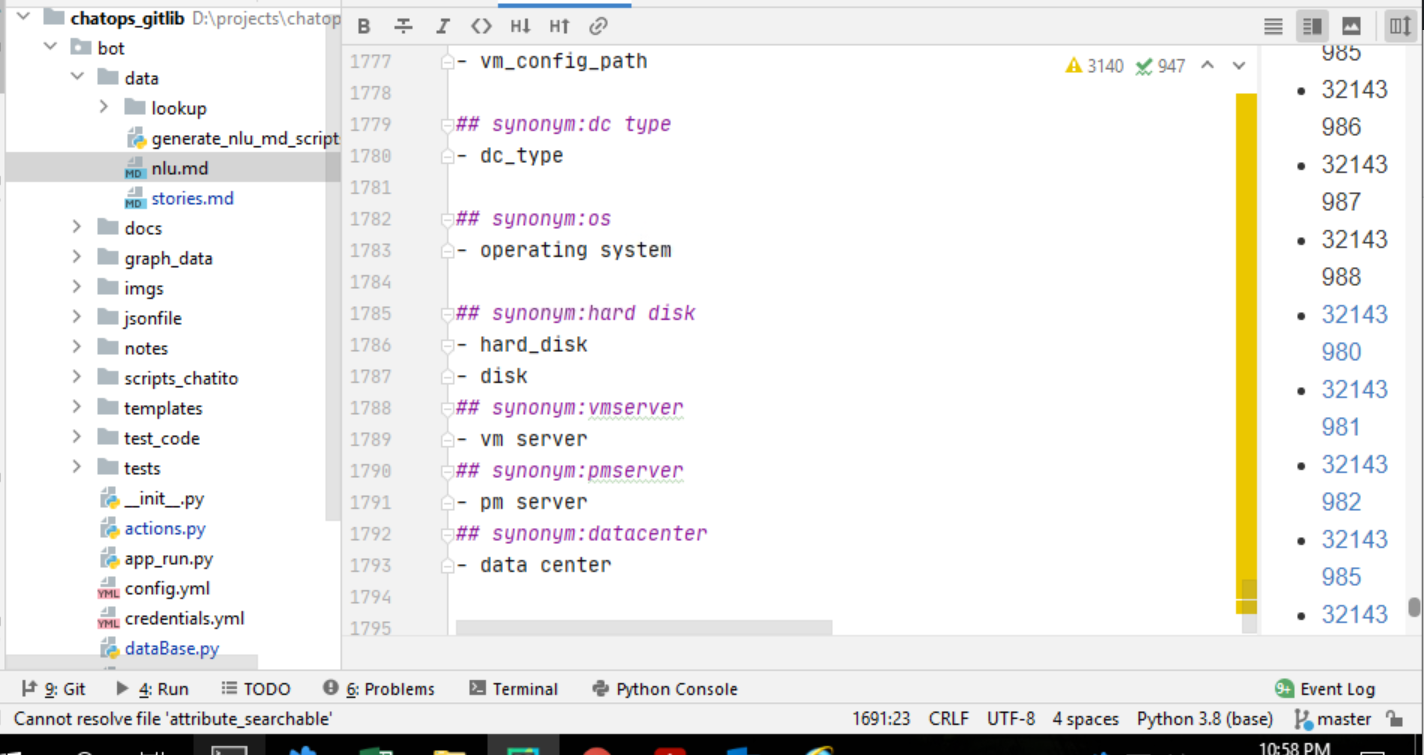 chatops_gitlib D:\projects\chatop
bot
data
lookup
generate_nlu_md_script
nlu.md
stories.md
docs
graph_data
imgs
jsonfile
notes
scripts_chatito
templates
test_code
tests
__init__.py
actions.py
app_run.py
config.yml
credentials.yml
dataBase.py
B I <> H↓ H↑
3140 947
1777 - vm_config_path
1778
1779 ## synonym:dc type
1780 - dc_type
1781
1782 ## synonym:os
1783 - operating system
1784
1785 ## synonym:hard disk
1786 - hard_disk
1787 - disk
1788 ## synonym:vmserver
1789 - vm server
1790 ## synonym:pmserver
1791 - pm server
1792 ## synonym:datacenter
1793 - data center
1794
1795
985
• 32143
986
• 32143
987
• 32143
988
• 32143
980
• 32143
981
• 32143
982
• 32143
985
• 32143
9: Git 4: Run TODO 6: Problems Terminal Python Console 9+ Event Log
Cannot resolve file 'attribute_searchable' 1691:23 CRLF UTF-8 4 spaces Python 3.8 (base) master
10:58 PM